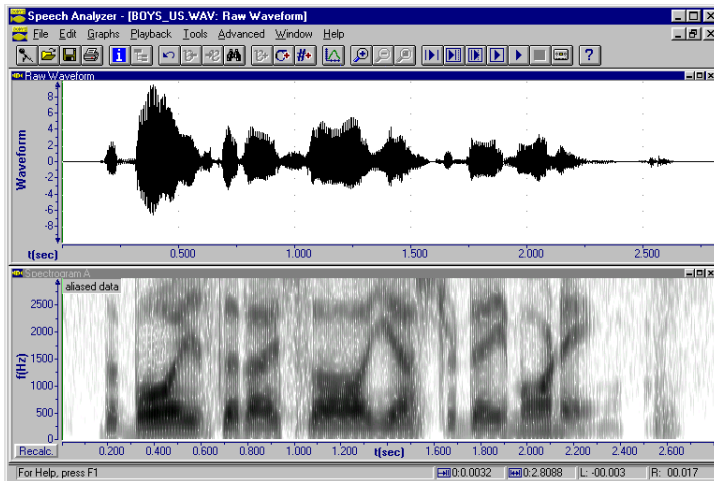 Speech Analyzer - [BOYS_US.WAV: Raw Waveform]
File Edit Graphs Playback Tools Advanced Window Help
Raw Waveform
8
6
4
2
0
-2
-4
-6
-8
Waveform
t(sec) 0.500 1.000 1.500 2.000 2.500
Spectrogram A
aliased data
2500
2000
1500
1000
500
0
f(Hz)
Recalc. 0.200 0.400 0.600 0.800 1.000 1.200 t(sec) 1.400 1.600 1.800 2.000 2.200 2.400 2.600
For Help, press F1 0:0.0032 0:2.8088 L: -00.003 R: 00.017